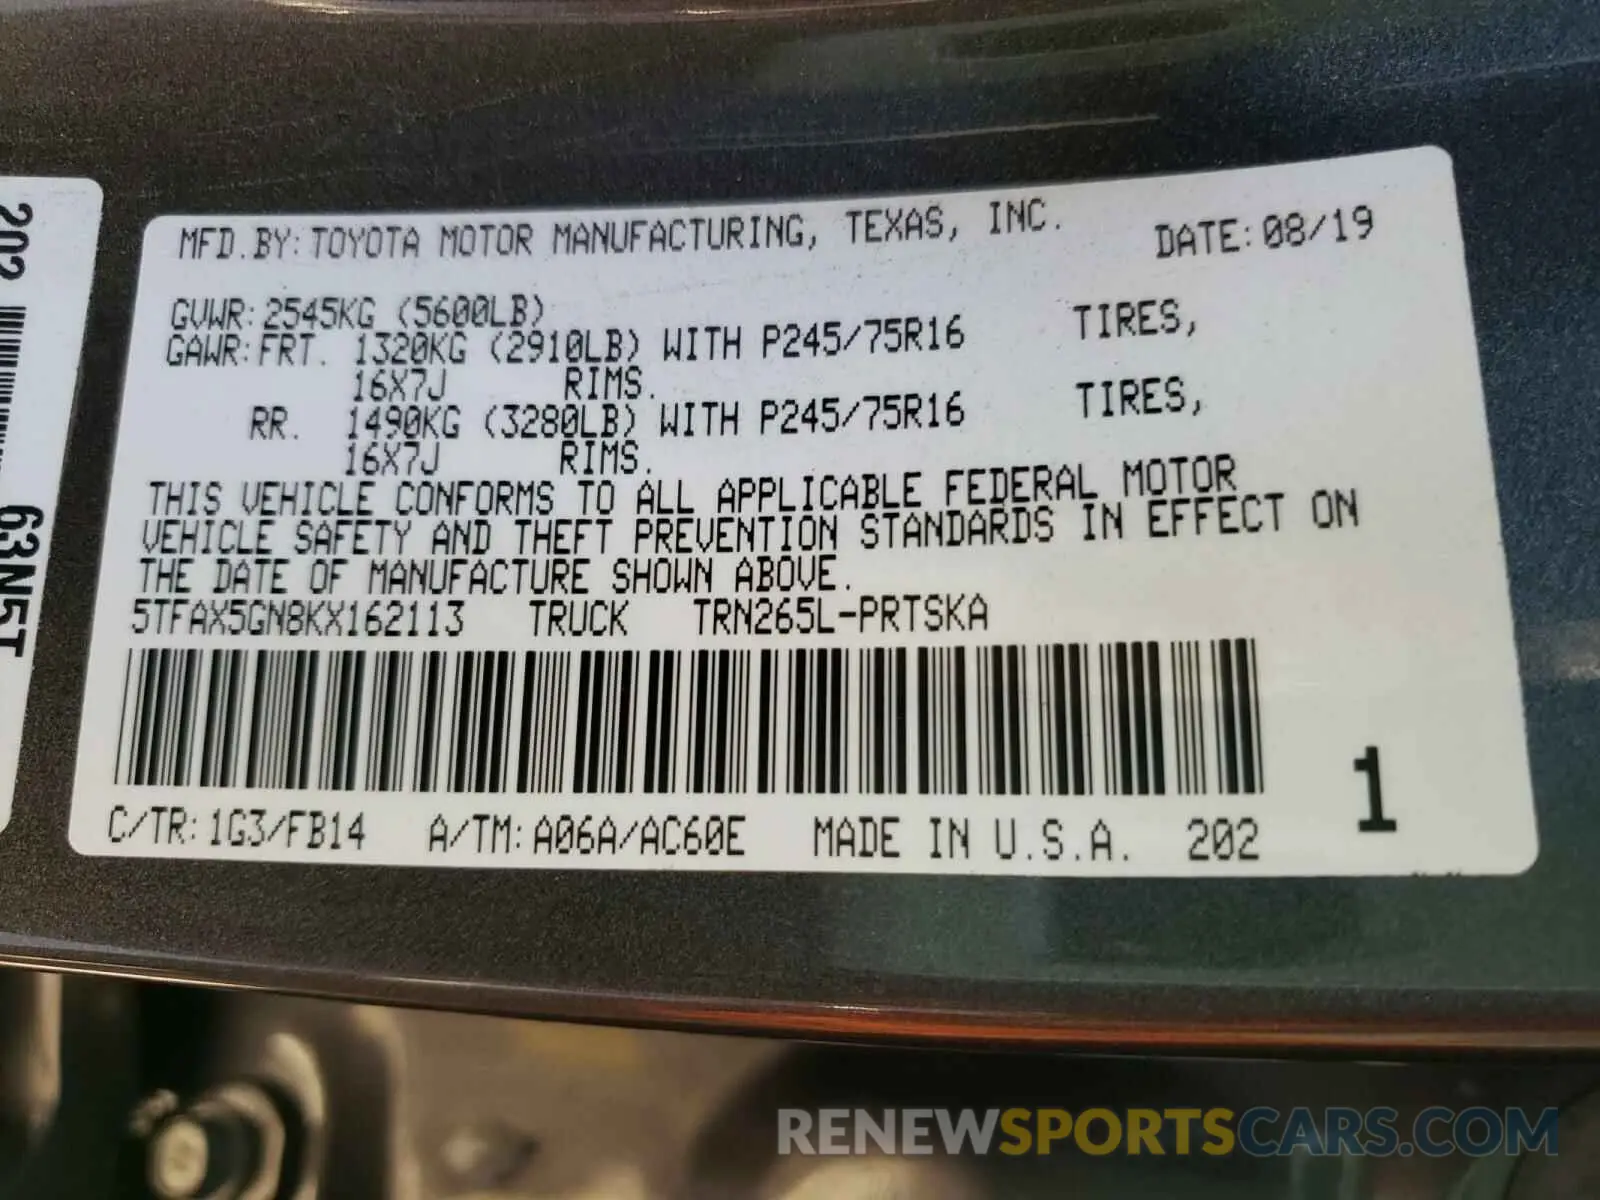 MFD.BY:TOYOTA MOTOR MANUFACTURING, TEXAS, INC. DATE:08/19
GVWR:2545KG (5600LB)
GAWR:FRT. 1320KG (2910LB) WITH P245/75R16 TIRES,
16X7J RIMS.
RR. 1490KG (3280LB) WITH P245/75R16 TIRES,
16X7J RIMS.
THIS VEHICLE CONFORMS TO ALL APPLICABLE FEDERAL MOTOR
VEHICLE SAFETY AND THEFT PREVENTION STANDARDS IN EFFECT ON
THE DATE OF MANUFACTURE SHOWN ABOVE.
5TFAX5GN8KX162113 TRUCK TRN265L-PRTSKA
1
C/TR:1G3/FB14 A/TM:A06A/AC60E MADE IN U.S.A. 202
202
63N5T
RENEWSPORTSCARS.COM